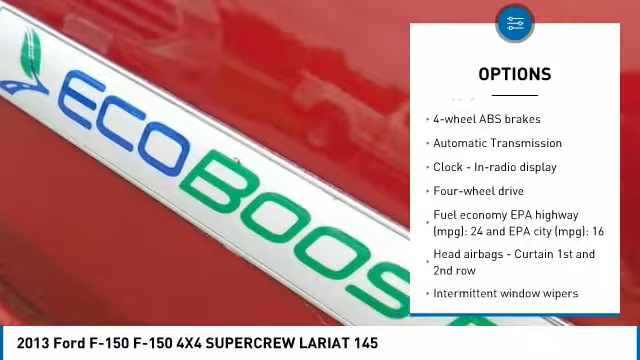 ECOBOOS
OPTIONS
4-wheel ABS brakes
Automatic Transmission
Clock - In-radio display
Four-wheel drive
Fuel economy EPA highway
(mpg): 24 and EPA city (mpg): 16
Head airbags - Curtain 1st and
2nd row
Intermittent window wipers
2013 Ford F-150 F-150 4X4 SUPERCREW LARIAT 145